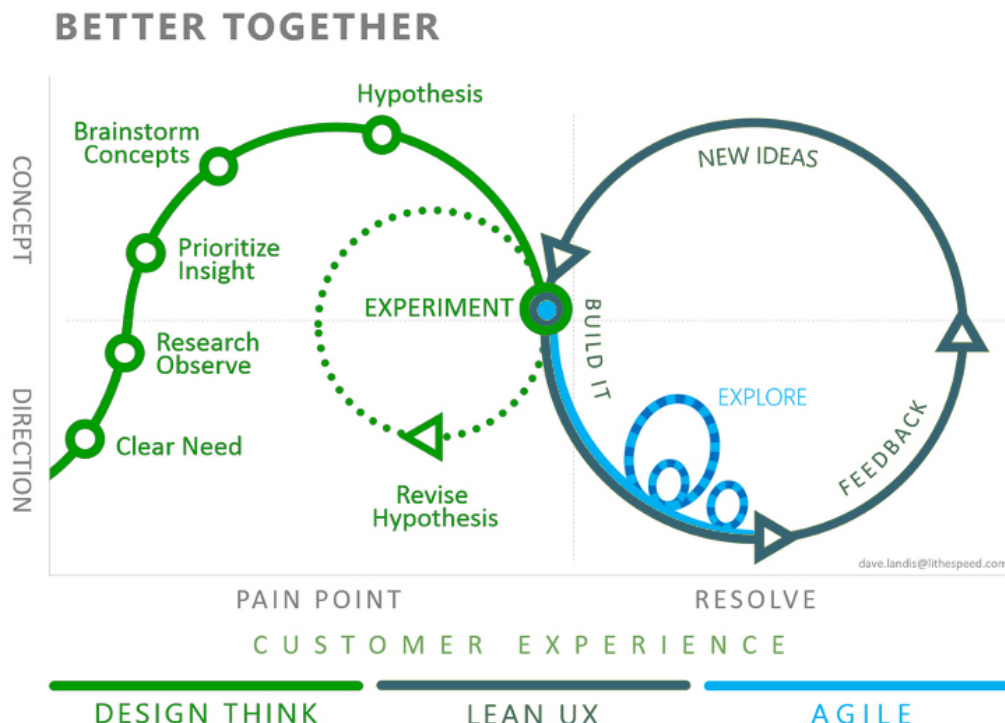 BETTER TOGETHER
Hypothesis
Brainstorm
Concepts
NEW IDEAS
CONCEPT
Prioritize
Insight
EXPERIMENT
BUILD IT
Research
Observe
DIRECTION
EXPLORE
Clear Need
FEEDBACK
Revise
Hypothesis
dave.landis@lithespeed.com
PAIN POINT
RESOLVE
CUSTOMER EXPERIENCE
DESIGN THINK
LEAN UX
AGILE